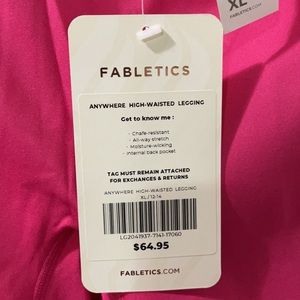 XL
FABLETICS.COM
FABLETICS
ANYWHERE HIGH-WAISTED LEGGING
Get to know me :
- Chafe-resistant
- All-way stretch
- Moisture-wicking
- Internal back pocket
TAG MUST REMAIN ATTACHED
FOR EXCHANGES & RETURNS
ANYWHERE HIGH-WAISTED LEGGING
XL / 12-14
LG2041937-7141-17060
$64.95
FABLETICS.COM